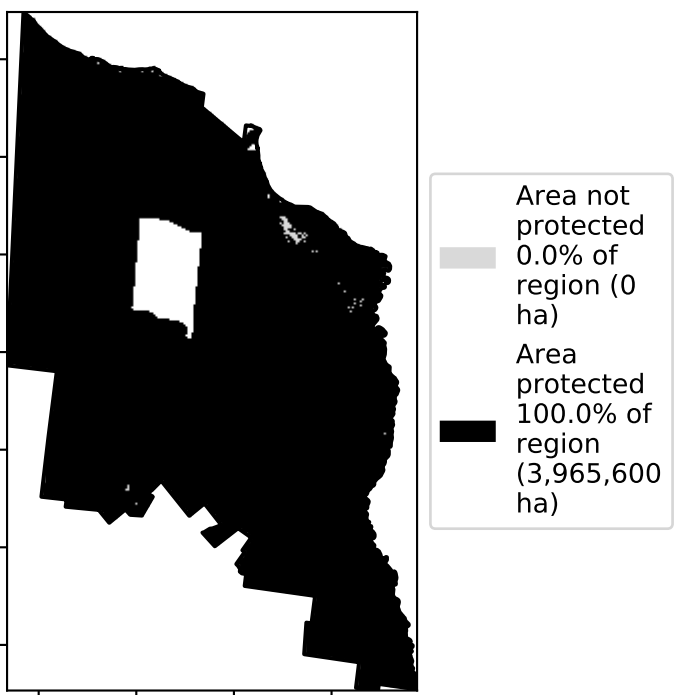 Area not
protected
0.0% of
region (0
ha)
Area
protected
100.0% of
region
(3,965,600
ha)